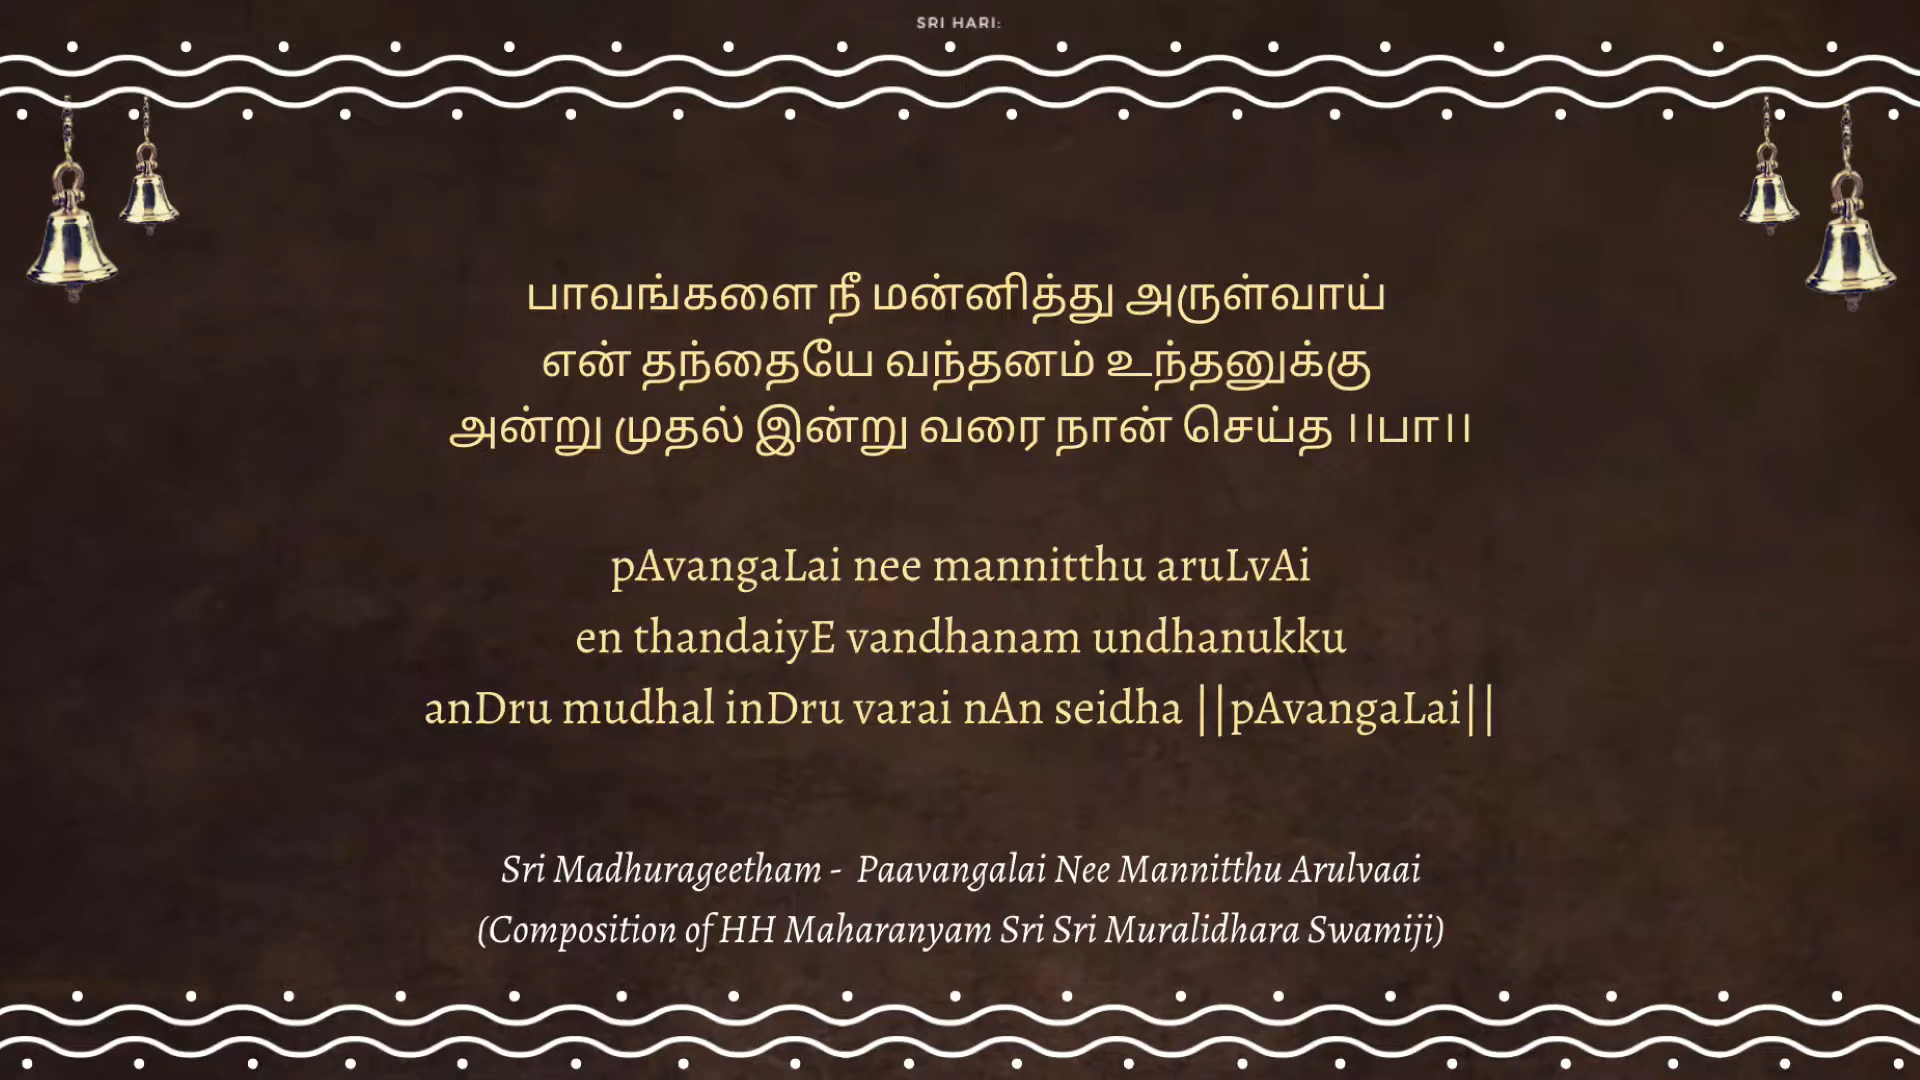 SRI HARI:
பாவங்களை நீ மன்னித்து அருள்வாய்
என் தந்தையே வந்தனம் உந்தனுக்கு
அன்று முதல் இன்று வரை நான் செய்த ।।பா।।
pAvangaLai nee mannitthu aruLvAi
en thandaiyE vandhanam undhanukku
anDru mudhal inDru varai nAn seidha ||pAvangaLai||
Sri Madhurageetham - Paavangalai Nee Mannitthu Arulvaai
(Composition of HH Maharanyam Sri Sri Muralidhara Swamiji)